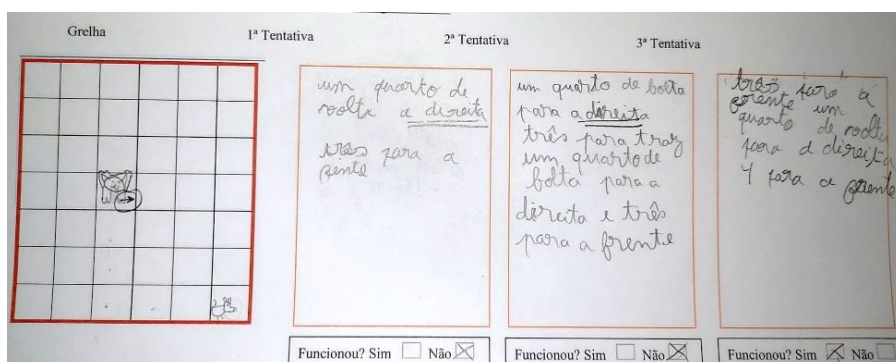 Grelha
1ª Tentativa
2ª Tentativa
3ª Tentativa
um quarto de
volta a direita
três para a
frente
um quarto de bolta
para a direita
três para traz
um quarto de
bolta para a
direita e três
para a frente
três para a
frente um
quarto de volta
para a direita
4 para a frente
Funcionou? Sim Não
Funcionou? Sim Não
Funcionou? Sim Não